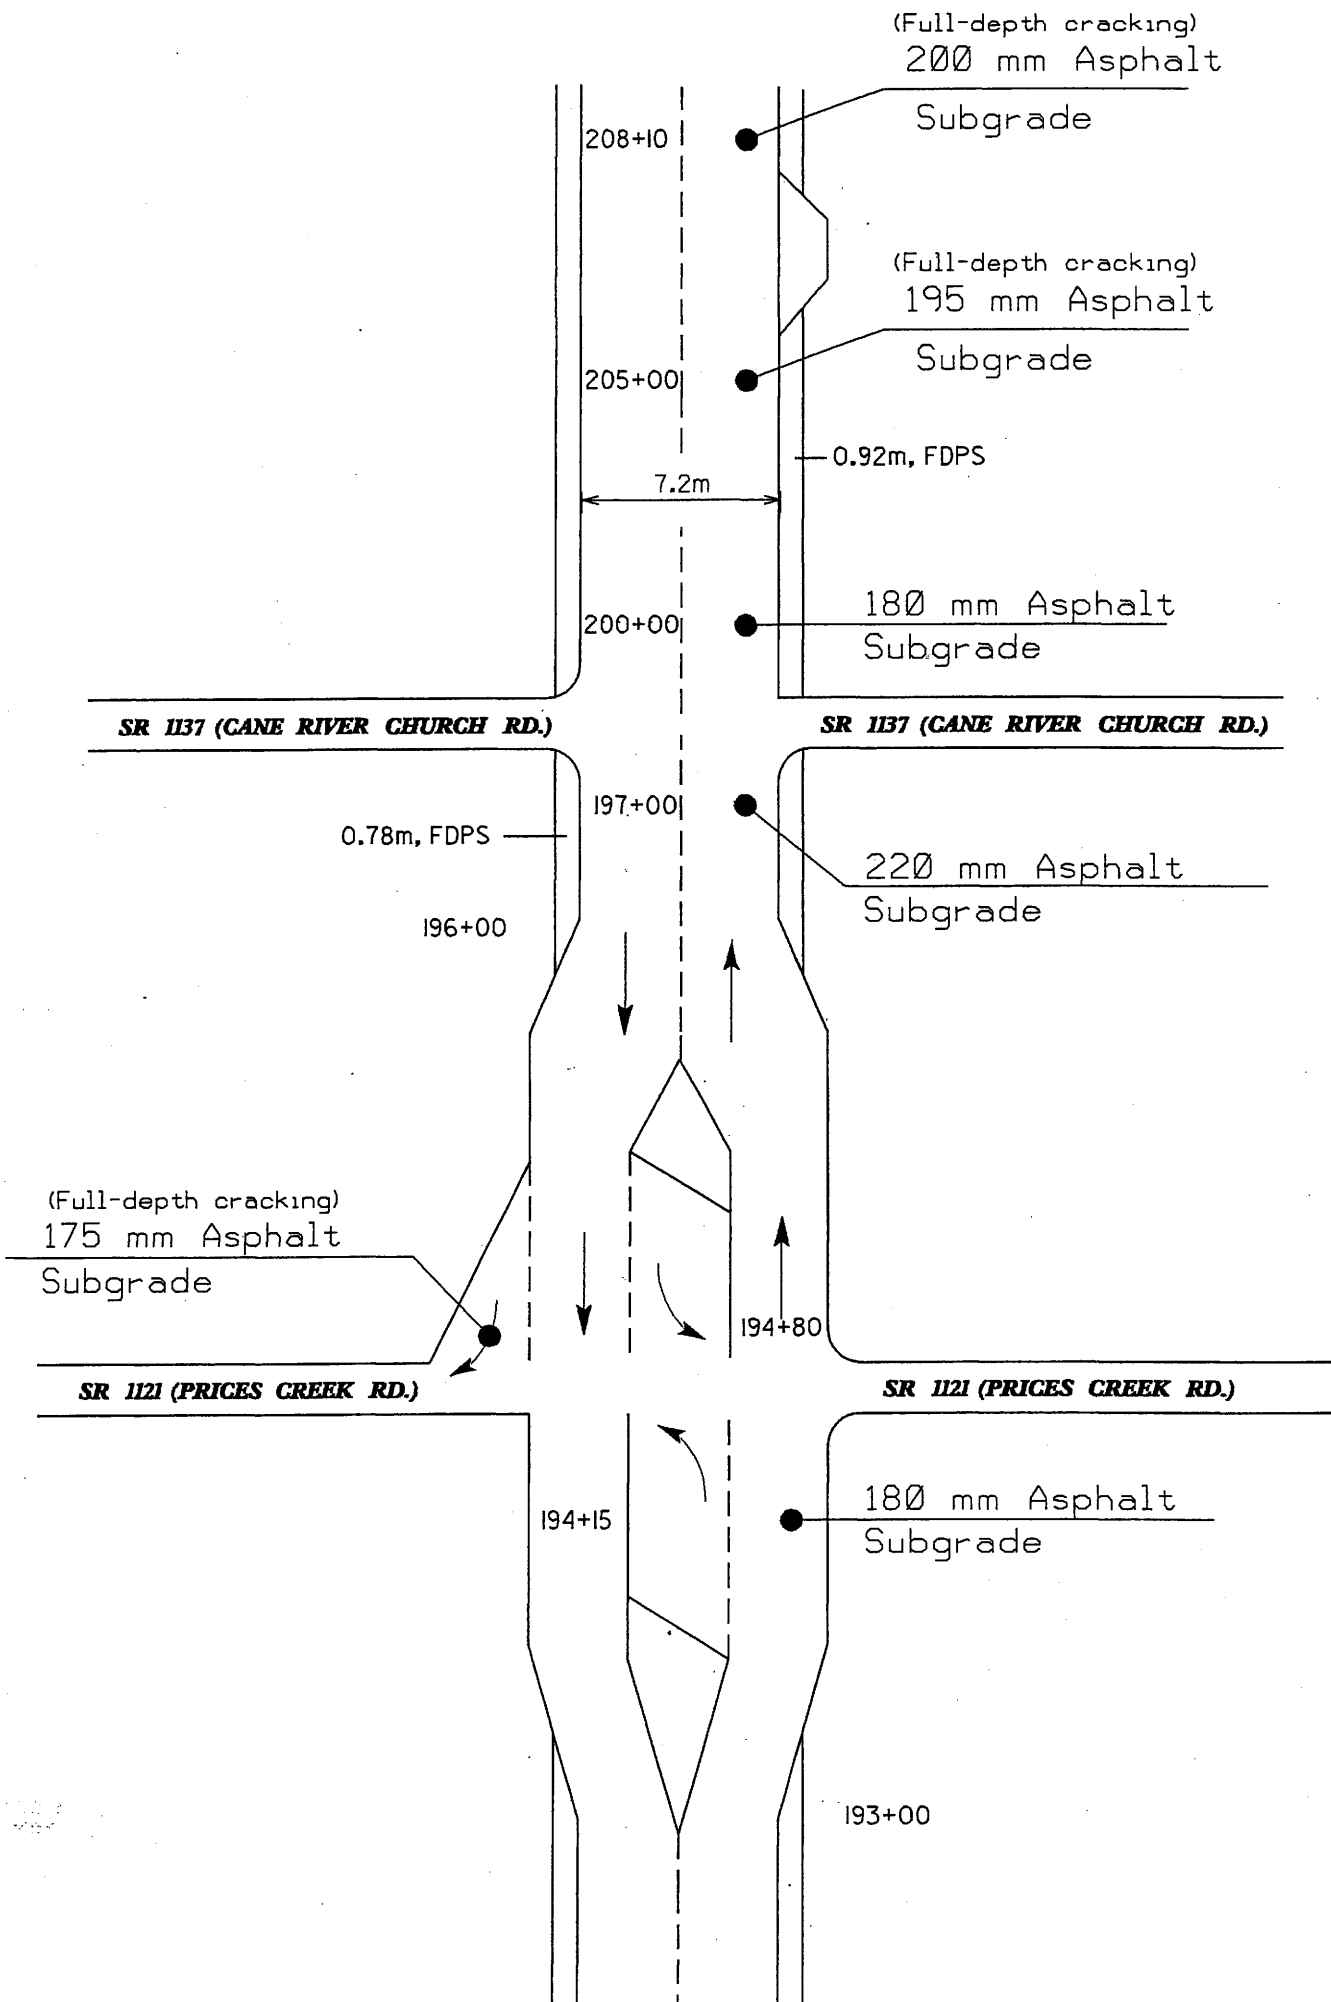 (Full-depth cracking)
200 mm Asphalt
Subgrade
208+10
(Full-depth cracking)
195 mm Asphalt
Subgrade
205+00
0.92m, FDPS
7.2m
180 mm Asphalt
Subgrade
200+00
SR 1137 (CANE RIVER CHURCH RD.)
SR 1137 (CANE RIVER CHURCH RD.)
197+00
0.78m, FDPS
220 mm Asphalt
Subgrade
196+00
(Full-depth cracking)
175 mm Asphalt
Subgrade
194+80
SR 1121 (PRICES CREEK RD.)
SR 1121 (PRICES CREEK RD.)
194+15
180 mm Asphalt
Subgrade
193+00